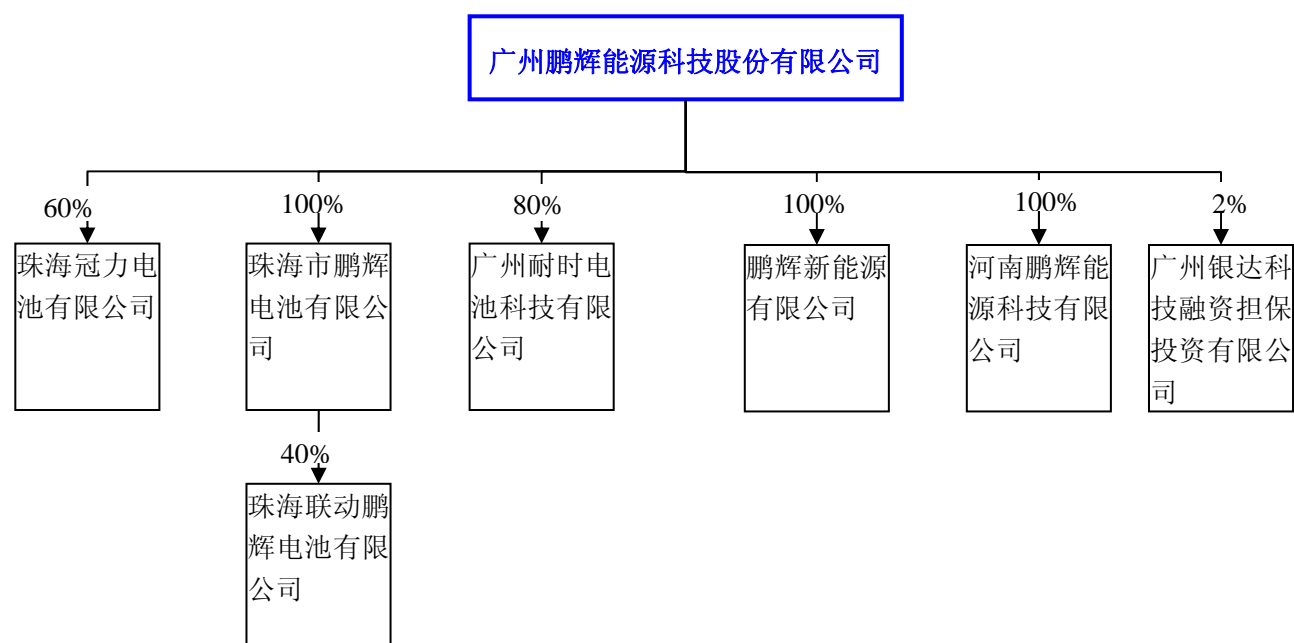 广州鹏辉能源科技股份有限公司
60%
100%
80%
100%
100%
2%
珠海冠力电
池有限公司
珠海市鹏辉
电池有限公
司
广州耐时电
池科技有限
公司
鹏辉新能源
有限公司
河南鹏辉能
源科技有限
公司
广州银达科
技融资担保
投资有限公
司
40%
珠海联动鹏
辉电池有限
公司